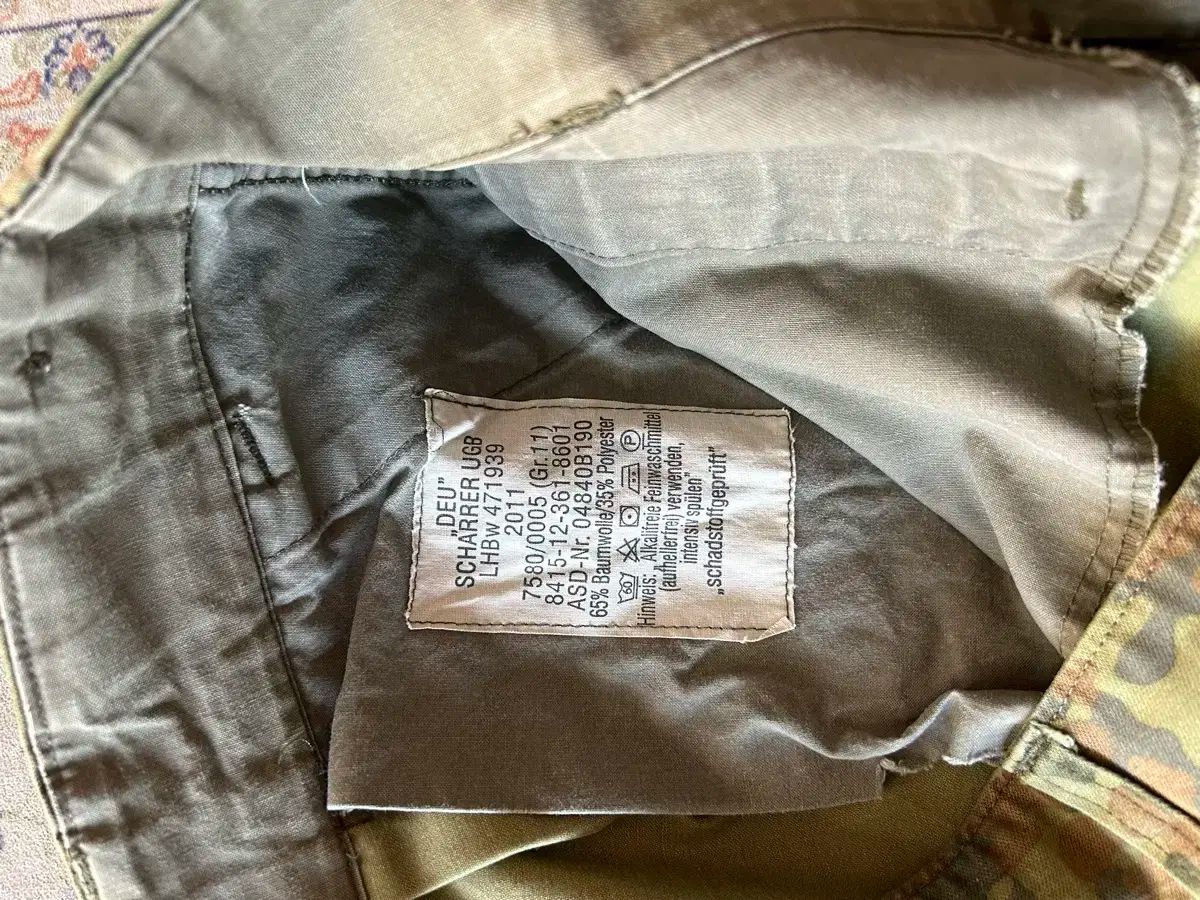 „DEU"
SCHÄRRER UGB
LHBw 471939
2011
7580/0005 (Gr.11)
8415-12-361-8601
ASD-Nr. 04840B190
65% Baumwolle/35% Polyester
60 P
Hinweis: „Alkalifreie Feinwaschmittel
(aufhellerfrei) verwenden,
intensiv spülen"
„schadstoffgeprüft"